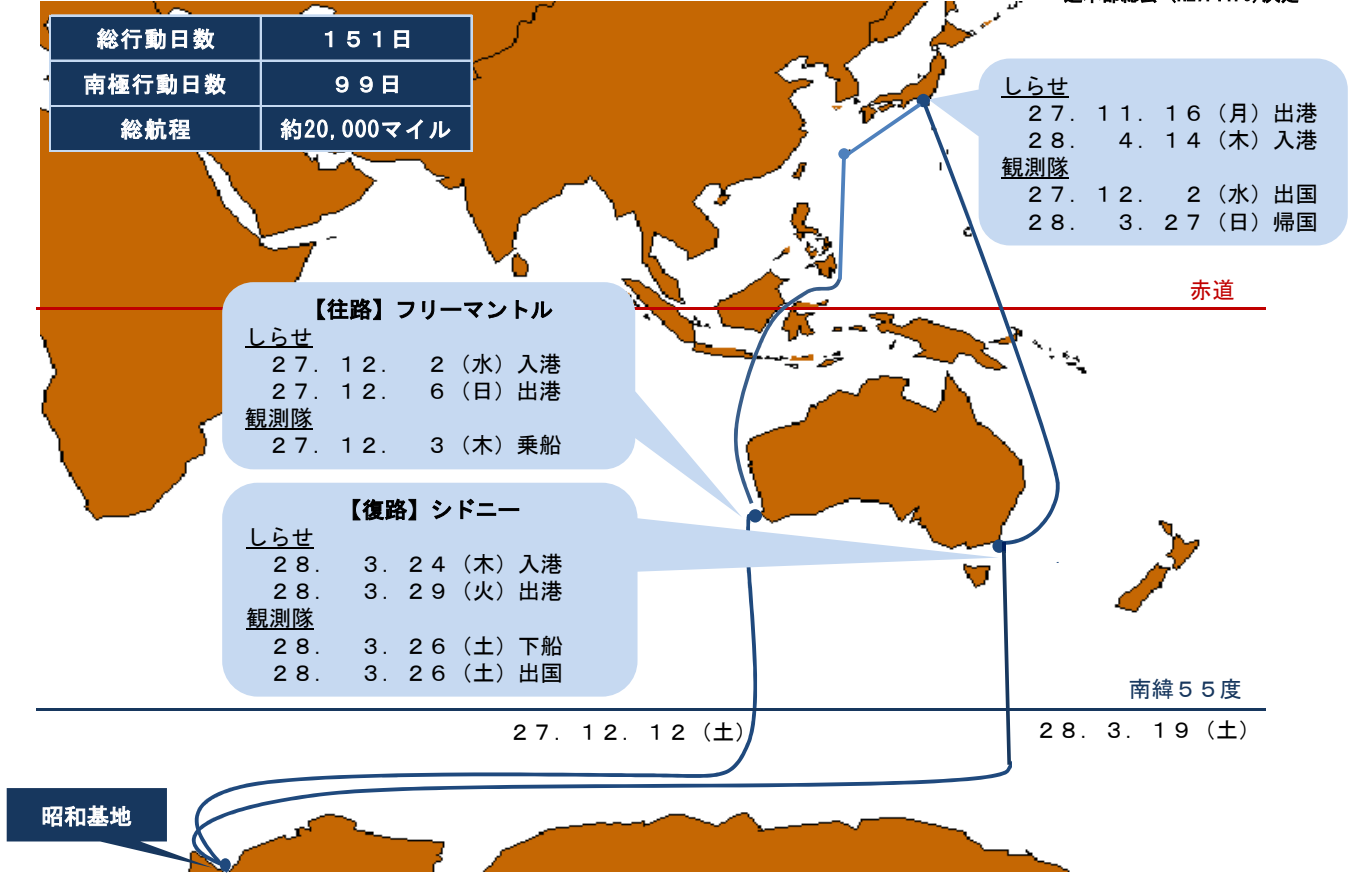 総行動日数 １５１日
南極行動日数 ９９日
総航程 約20,000マイル
しらせ
２７．１１．１６（月）出港
２８．　４．１４（木）入港
観測隊
２７．１２．　２（水）出国
２８．　３．２７（日）帰国
赤道
【往路】フリーマントル
しらせ
２７．１２．　２（水）入港
２７．１２．　６（日）出港
観測隊
２７．１２．　３（木）乗船
【復路】シドニー
しらせ
２８．　３．２４（木）入港
２８．　３．２９（火）出港
観測隊
２８．　３．２６（土）下船
２８．　３．２６（土）出国
南緯５５度
２７．１２．１２（土）
２８．３．１９（土）
昭和基地